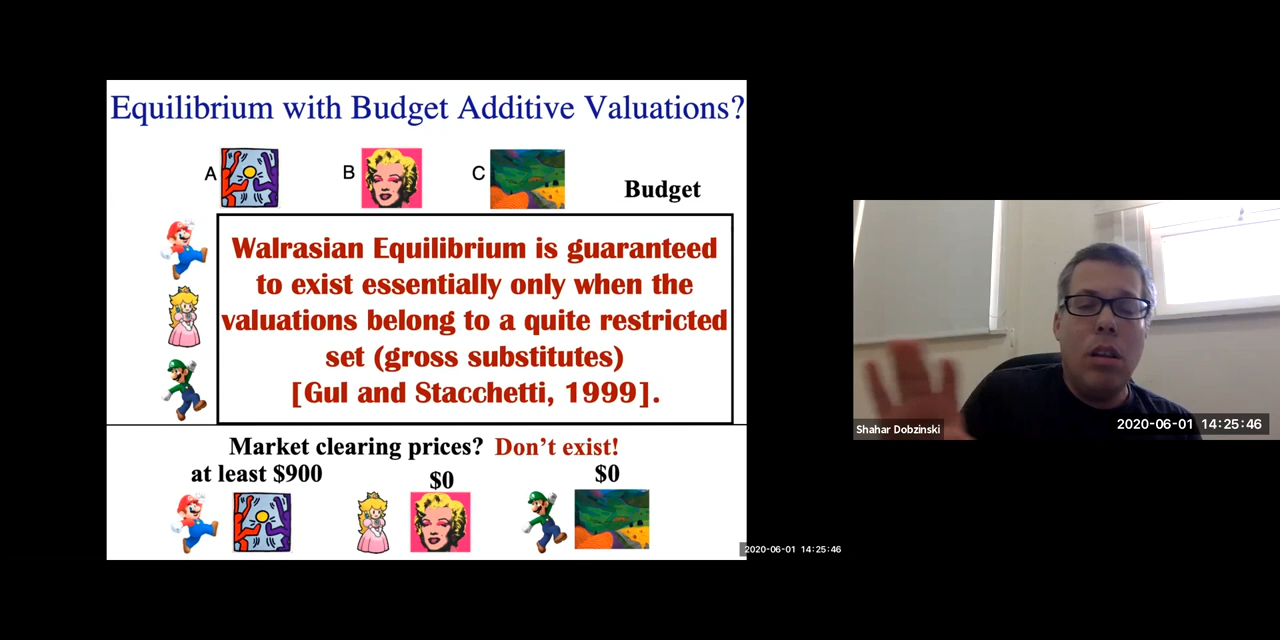 Equilibrium with Budget Additive Valuations?
A
B
C
Budget
Walrasian Equilibrium is guaranteed
to exist essentially only when the
valuations belong to a quite restricted
set (gross substitutes)
[Gul and Stacchetti, 1999].
Market clearing prices? Don't exist!
at least $900
$0
$0
2020-06-01 14:25:46
Shahar Dobzinski
2020-06-01 14:25:46